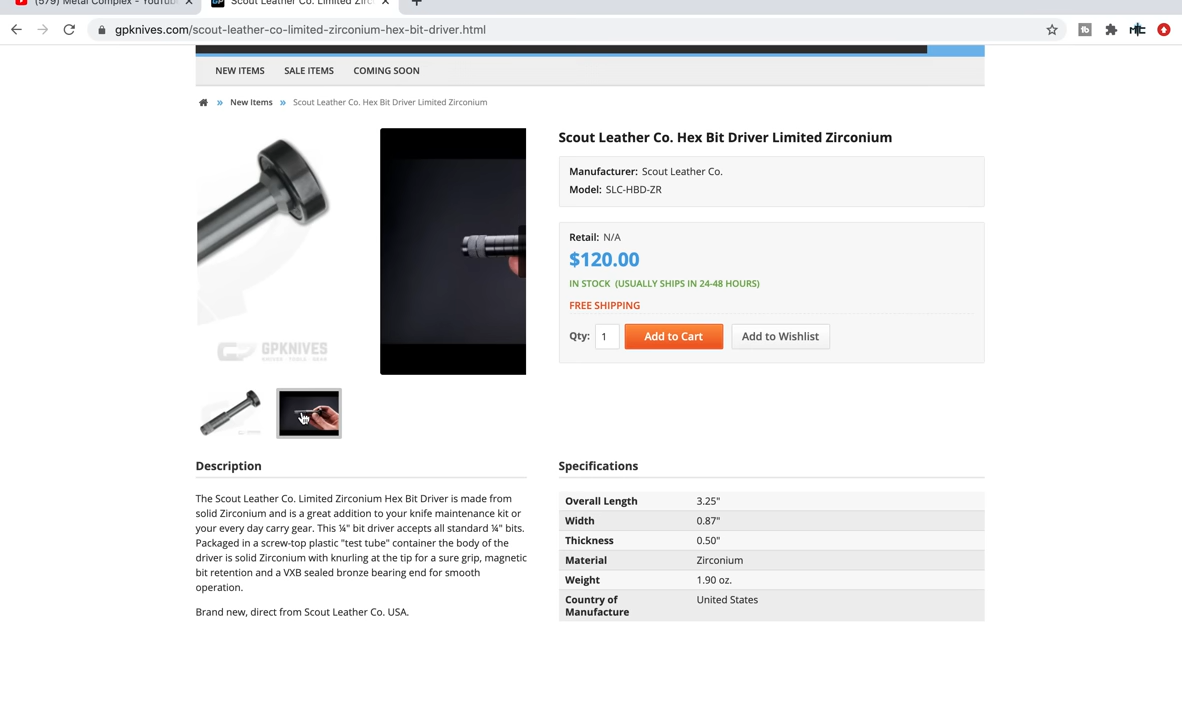 (579) Metal Complex - YouTub
Scout Leather Co. Limited Zirc
gpknives.com/scout-leather-co-limited-zirconium-hex-bit-driver.html
NEW ITEMS SALE ITEMS COMING SOON
» New Items » Scout Leather Co. Hex Bit Driver Limited Zirconium
GPKNIVES
KNIVES TOOLS GEAR
Scout Leather Co. Hex Bit Driver Limited Zirconium
Manufacturer: Scout Leather Co.
Model: SLC-HBD-ZR
Retail: N/A
$120.00
IN STOCK (USUALLY SHIPS IN 24-48 HOURS)
FREE SHIPPING
Qty: 1 Add to Cart Add to Wishlist
Description
The Scout Leather Co. Limited Zirconium Hex Bit Driver is made from
solid Zirconium and is a great addition to your knife maintenance kit or
your every day carry gear. This ¼" bit driver accepts all standard ¼" bits.
Packaged in a screw-top plastic "test tube" container the body of the
driver is solid Zirconium with knurling at the tip for a sure grip, magnetic
bit retention and a VXB sealed bronze bearing end for smooth
operation.
Brand new, direct from Scout Leather Co. USA.
Specifications
Overall Length 3.25"
Width 0.87"
Thickness 0.50"
Material Zirconium
Weight 1.90 oz.
Country of United States
Manufacture